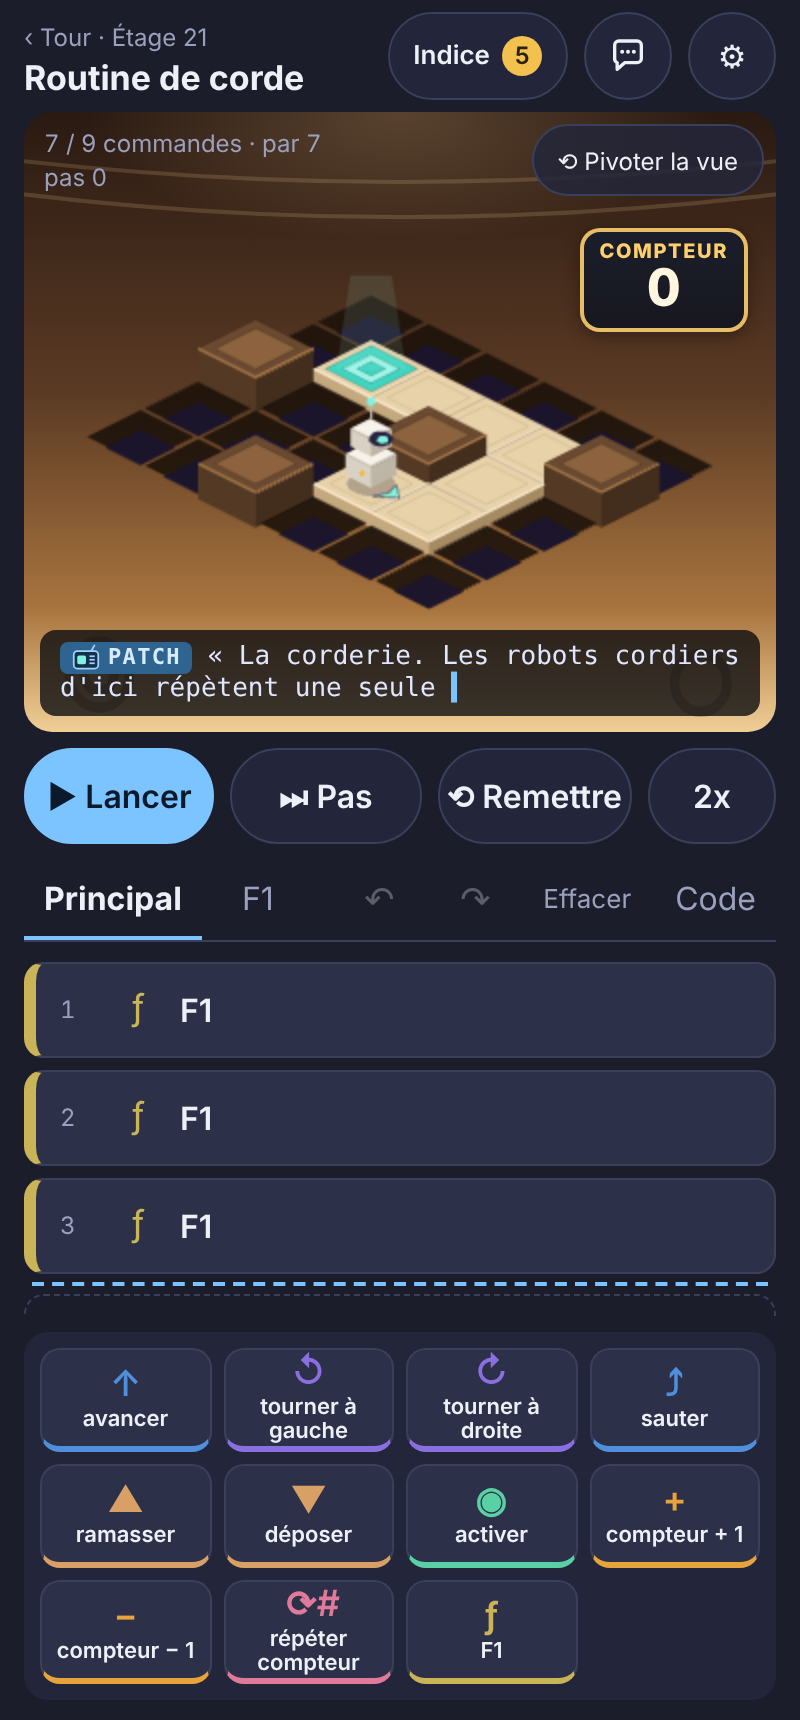 ‹ Tour · Étage 21
Routine de corde
Indice 5
7 / 9 commandes · par 7
pas 0
⟲ Pivoter la vue
COMPTEUR
0
PATCH « La corderie. Les robots cordiers
d'ici répètent une seule
▶ Lancer
⏭ Pas
⟲ Remettre
2x
Principal
F1
↶
↷
Effacer
Code
1 ƒ F1
2 ƒ F1
3 ƒ F1
avancer
tourner à
gauche
tourner à
droite
sauter
ramasser
déposer
activer
+
compteur + 1
−
compteur − 1
⟳#
répéter
compteur
ƒ
F1